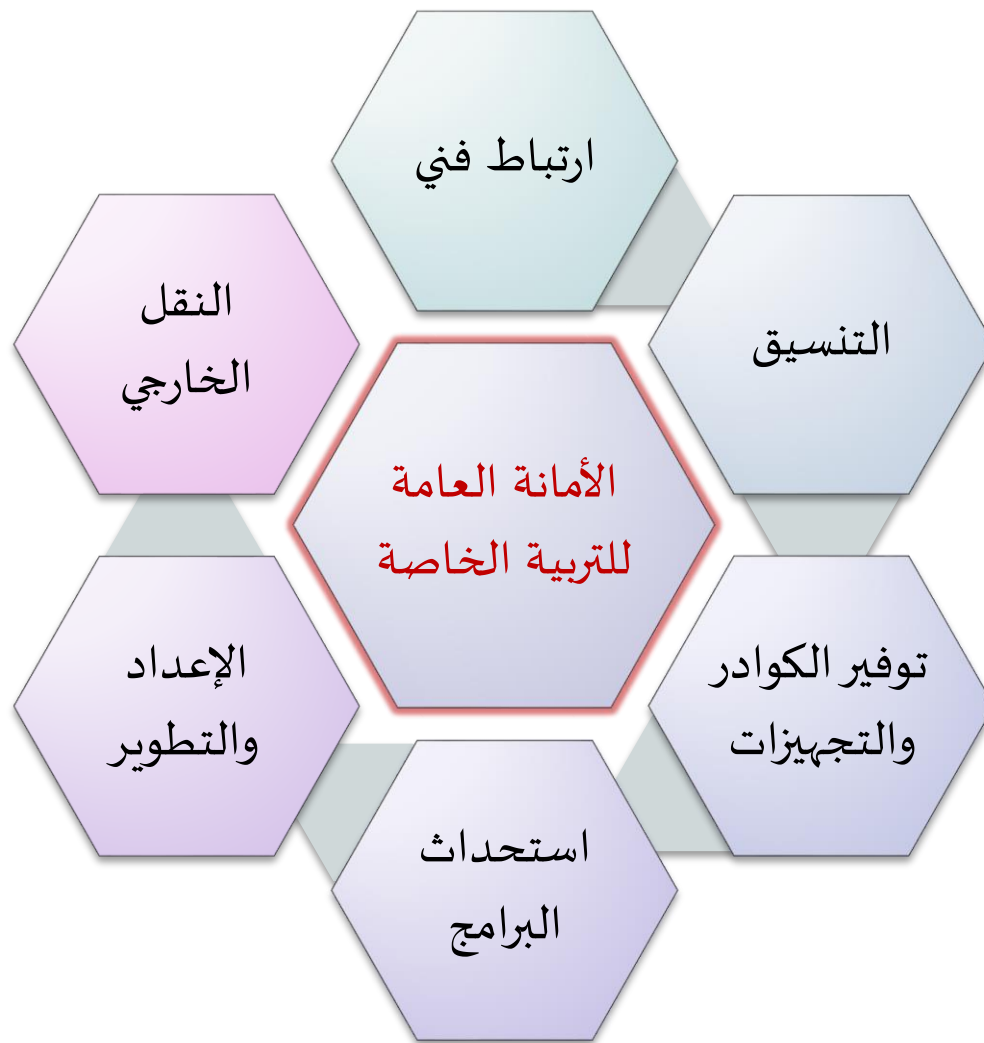 ارتباط فني
التنسيق
توفير الكوادر
والتجهيزات
استحداث
البرامج
الإعداد
والتطوير
النقل
الخارجي
الأمانة العامة
للتربية الخاصة